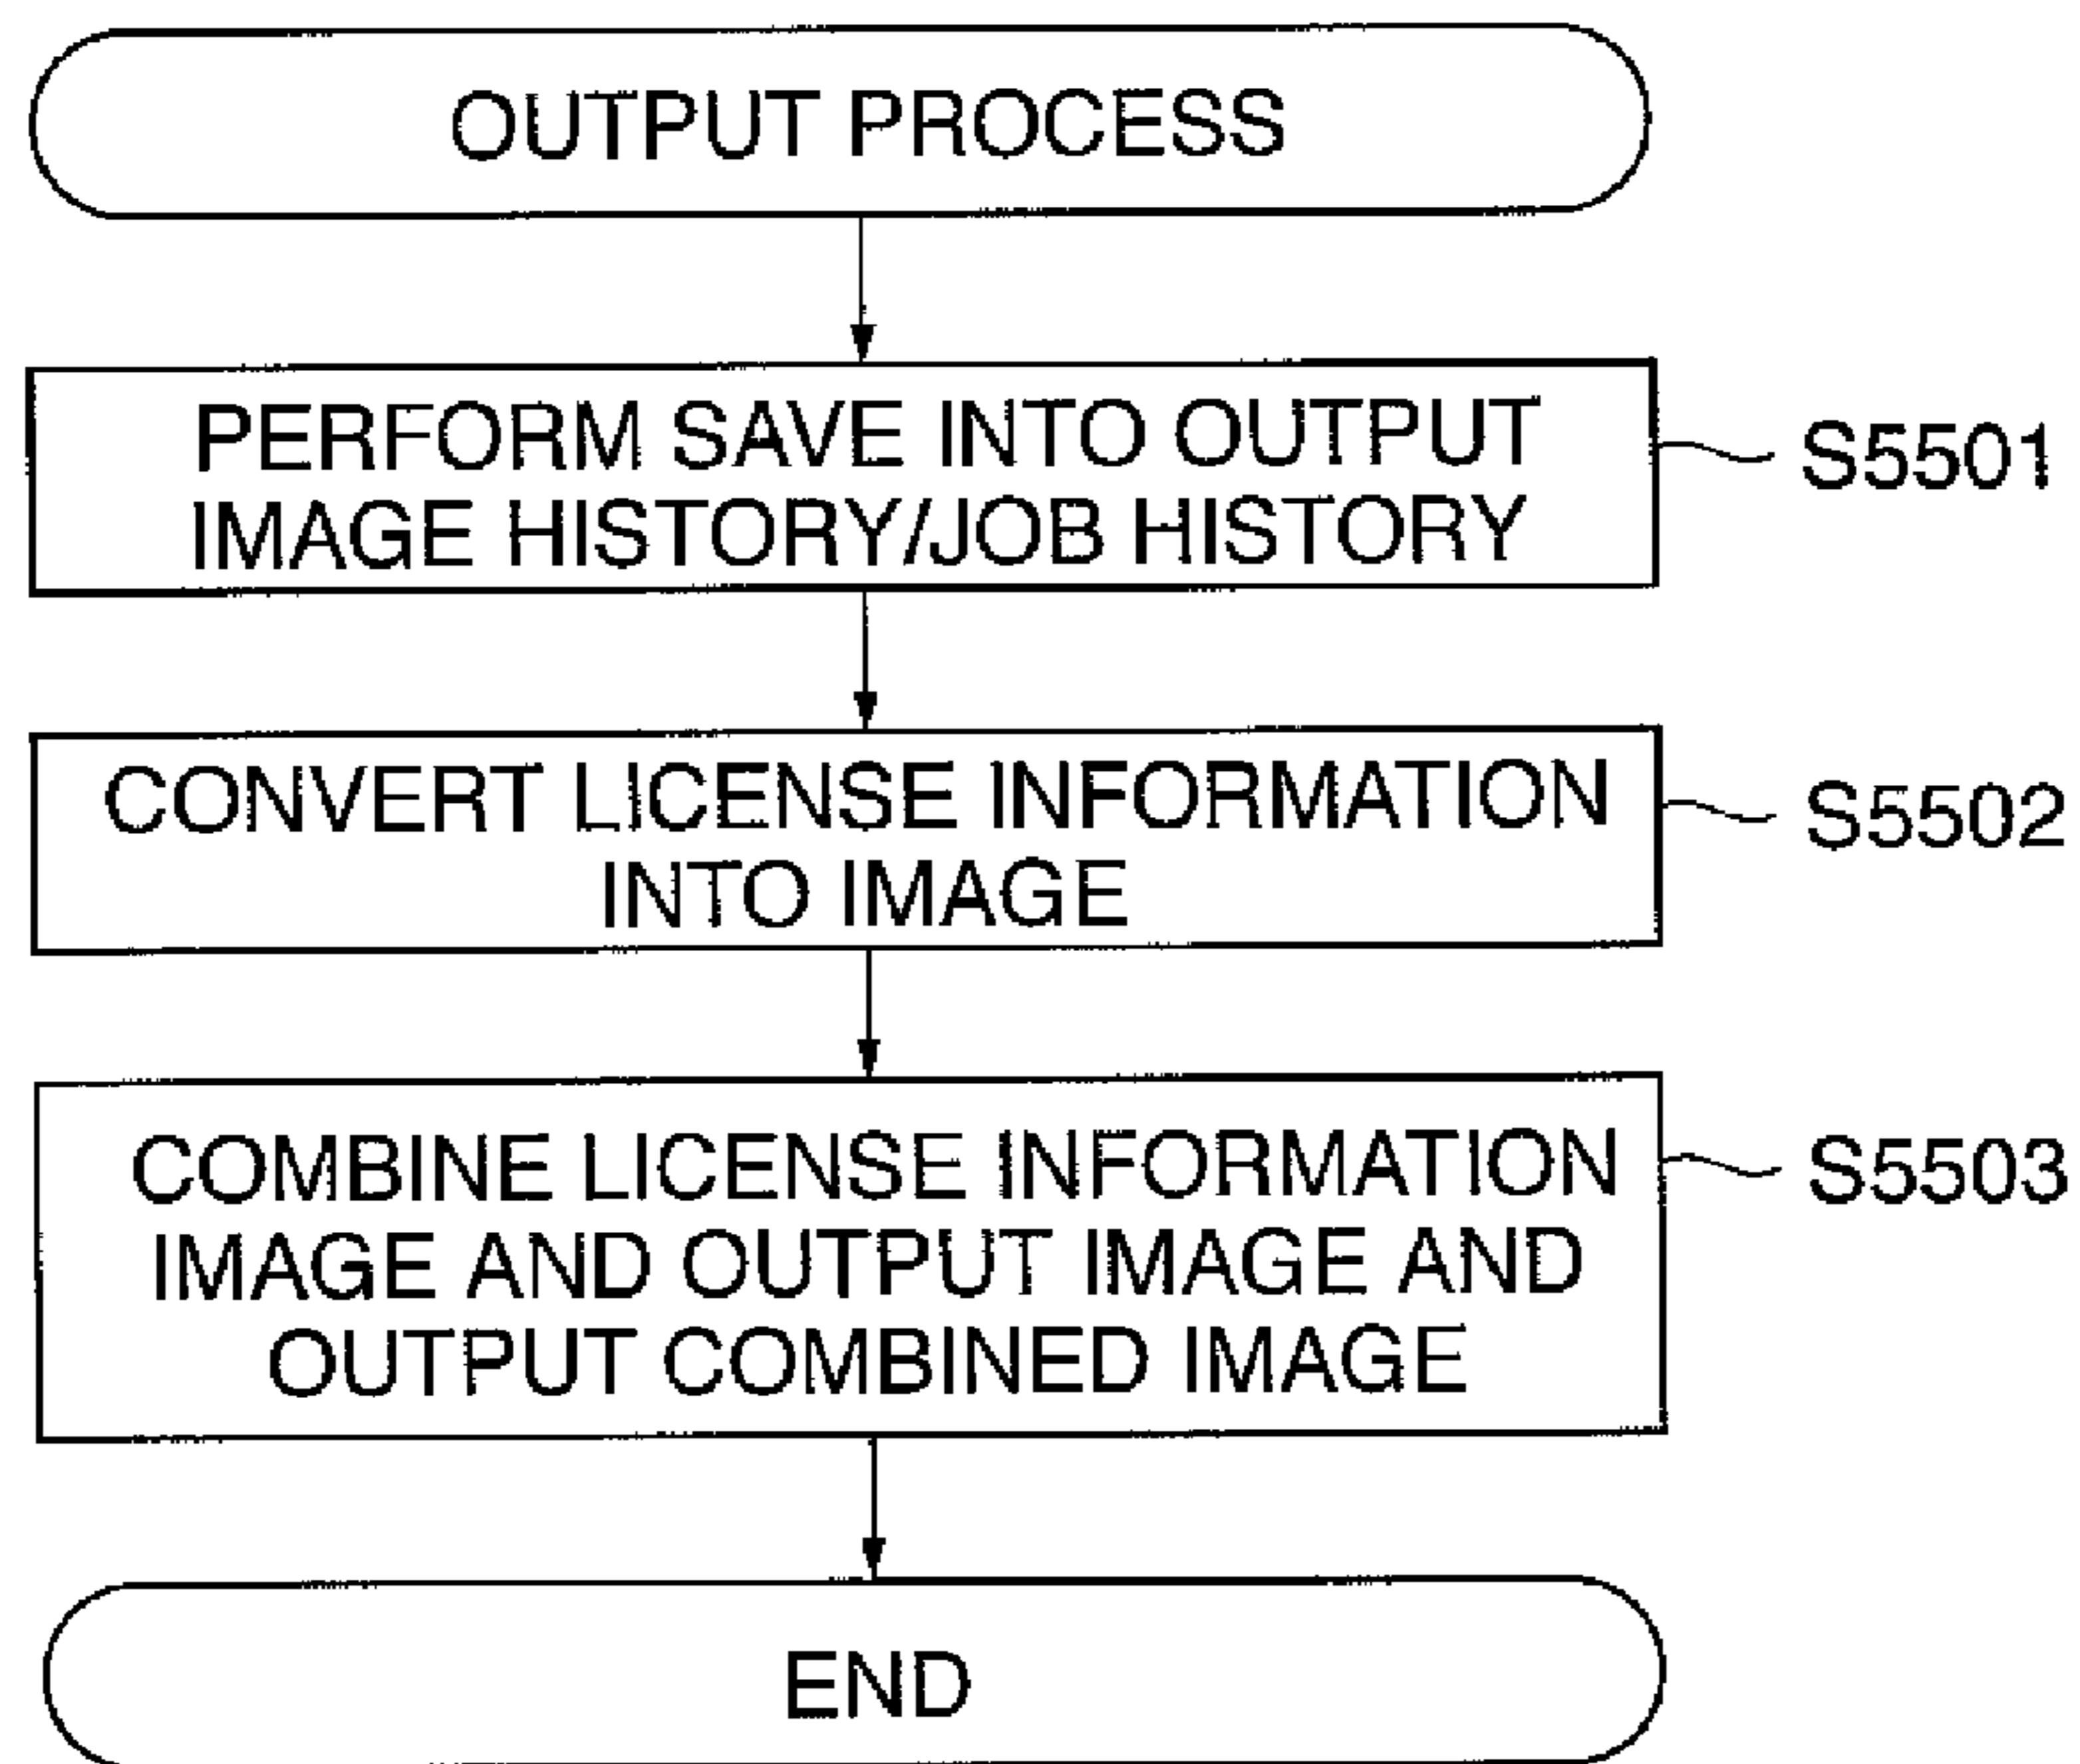 OUTPUT PROCESS
PERFORM SAVE INTO OUTPUT
IMAGE HISTORY/JOB HISTORY
S5501
CONVERT LICENSE INFORMATION
INTO IMAGE
S5502
COMBINE LICENSE INFORMATION
IMAGE AND OUTPUT IMAGE AND
OUTPUT COMBINED IMAGE
S5503
END